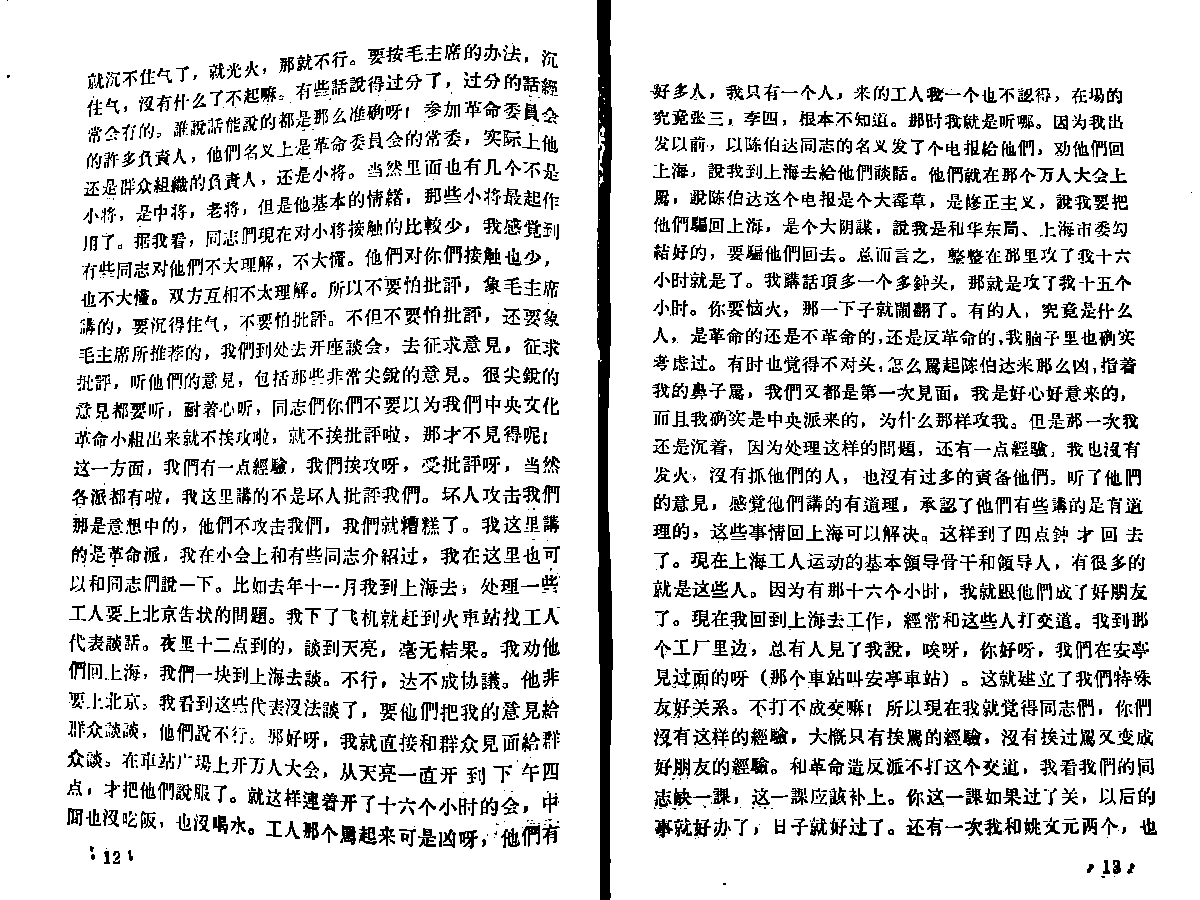 就沉不住气了，就光火，那就不行。要按毛主席的办法，沉
住气，沒有什么了不起嘛。有些話說得过分了，过分的話經
常会有的。誰說話能說的都是那么准确呀！参加革命委員会
的許多負責人，他們名义上是革命委員会的常委，实际上他
还是群众組織的負責人，还是小将。当然里面也有几个不是
小将，是中将，老将，但是他基本的情緒，那些小将最起作
用了。据我看，同志們現在对小将接触的比較少，我感覚到
有些同志对他們不大理解，不大懂。他們对你們接触也少，
也不大懂。双方互相不太理解。所以不要怕批評，象毛主席
講的，要沉得住气，不要怕批評。不但不要怕批評，还要象
毛主席所推荐的，我們到处去开座談会，去征求意見，征求
批評，听他們的意見，包括那些非常尖銳的意見。很尖銳的
意見都要听，耐着心听，同志們你們不要以为我們中央文化
革命小組出来就不挨攻啦，就不挨批評啦，那才不見得呢！
这一方面，我們有一点經驗，我們挨攻呀，受批評呀，当然
各派都有啦，我这里講的不是坏人批評我們。坏人攻击我們
那是意想中的，他們不攻击我們，我們就糟糕了。我这里講
的是革命派，我在小会上和有些同志介紹过，我在这里也可
以和同志們說一下。比如去年十一月我到上海去，处理一些
工人要上北京告状的問題。我下了飞机就赶到火車站找工人
代表談話。夜里十二点到的，談到天亮，毫无結果。我劝他
們回上海，我們一块到上海去談。不行，达不成协議。他非
要上北京。我看到这些代表沒法談了，要他們把我的意見給
群众談談，他們說不行。那好呀，我就直接和群众見面給群
众談。在車站广場上开万人大会，从天亮一直开到下午四
点，才把他們說服了。就这样連着开了十六个小时的会，中
間也沒吃飯，也沒喝水。工人那个駡起来可是凶呀，他們有
12
好多人，我只有一个人，来的工人我一个也不認得，在場的
究竟张三，李四，根本不知道。那时我就是听哪。因为我出
发以前，以陈伯达同志的名义发了个电报給他們，劝他們回
上海，說我到上海去給他們談話。他們就在那个万人大会上
駡，說陈伯达这个电报是个大毒草，是修正主义，說我要把
他們騙回上海，是个大阴謀，說我是和华东局、上海市委勾
結好的，要騙他們回去。总而言之，整整在那里攻了我十六
小时就是了。我講話頂多一个多鈡头，那就是攻了我十五个
小时。你要恼火，那一下子就鬧翻了。有的人，究竟是什么
人，是革命的还是不革命的，还是反革命的，我脑子里也确实
考虑过。有时也覚得不对头，怎么駡起陈伯达来那么凶，指着
我的鼻子駡，我們又都是第一次見面，我是好心好意来的，
而且我确实是中央派来的，为什么那样攻我。但是那一次我
还是沉着，因为处理这样的問題，还有一点經驗，我也沒有
发火，沒有抓他們的人，也沒有过多的責备他們。听了他們
的意見，感覚他們講的有道理，承認了他們有些講的是有道
理的，这些事情回上海可以解决。这样到了四点鈡才回去
了。現在上海工人运动的基本領导骨干和領导人，有很多的
就是这些人。因为有那十六个小时，我就跟他們成了好朋友
了。現在我回到上海去工作，經常和这些人打交道。我到那
个工厂里边，总有人見了我說，唉呀，你好呀，我們在安亭
見过面的呀（那个車站叫安亭車站）。这就建立了我們特殊
友好关系。不打不成交嘛！所以現在我就覚得同志們，你們
沒有这样的經驗，大概只有挨駡的經驗，沒有挨过駡又变成
好朋友的經驗。和革命造反派不打这个交道，我看我們的同
志缺一課，这一課应該补上。你这一課如果过了关，以后的
事就好办了，日子就好过了。还有一次我和姚文元两个，也
13